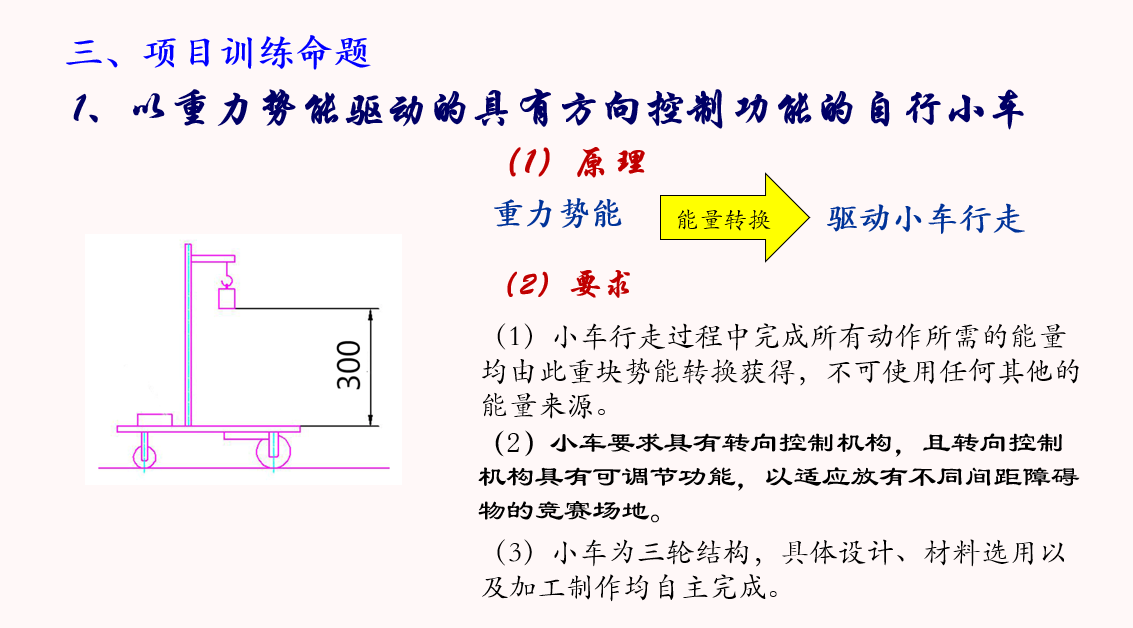 三、项目训练命题
1、以重力势能驱动的具有方向控制功能的自行小车
（1）原理
重力势能
能量转换
驱动小车行走
（2）要求
300
（1）小车行走过程中完成所有动作所需的能量
均由此重块势能转换获得，不可使用任何其他的
能量来源。
（2）小车要求具有转向控制机构，且转向控制
机构具有可调节功能，以适应放有不同间距障碍
物的竞赛场地。
（3）小车为三轮结构，具体设计、材料选用以
及加工制作均自主完成。